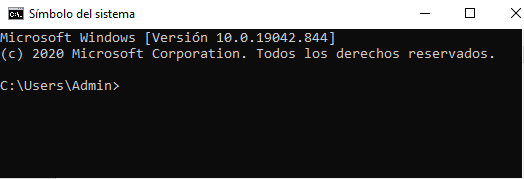 Símbolo del sistema
Microsoft Windows [Versión 10.0.19042.844]
(c) 2020 Microsoft Corporation. Todos los derechos reservados.
C:\Users\Admin>